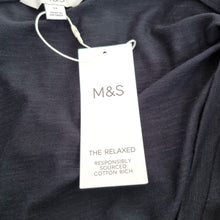 M&S
M&S
THE RELAXED
RESPONSIBLY
SOURCED
COTTON RICH